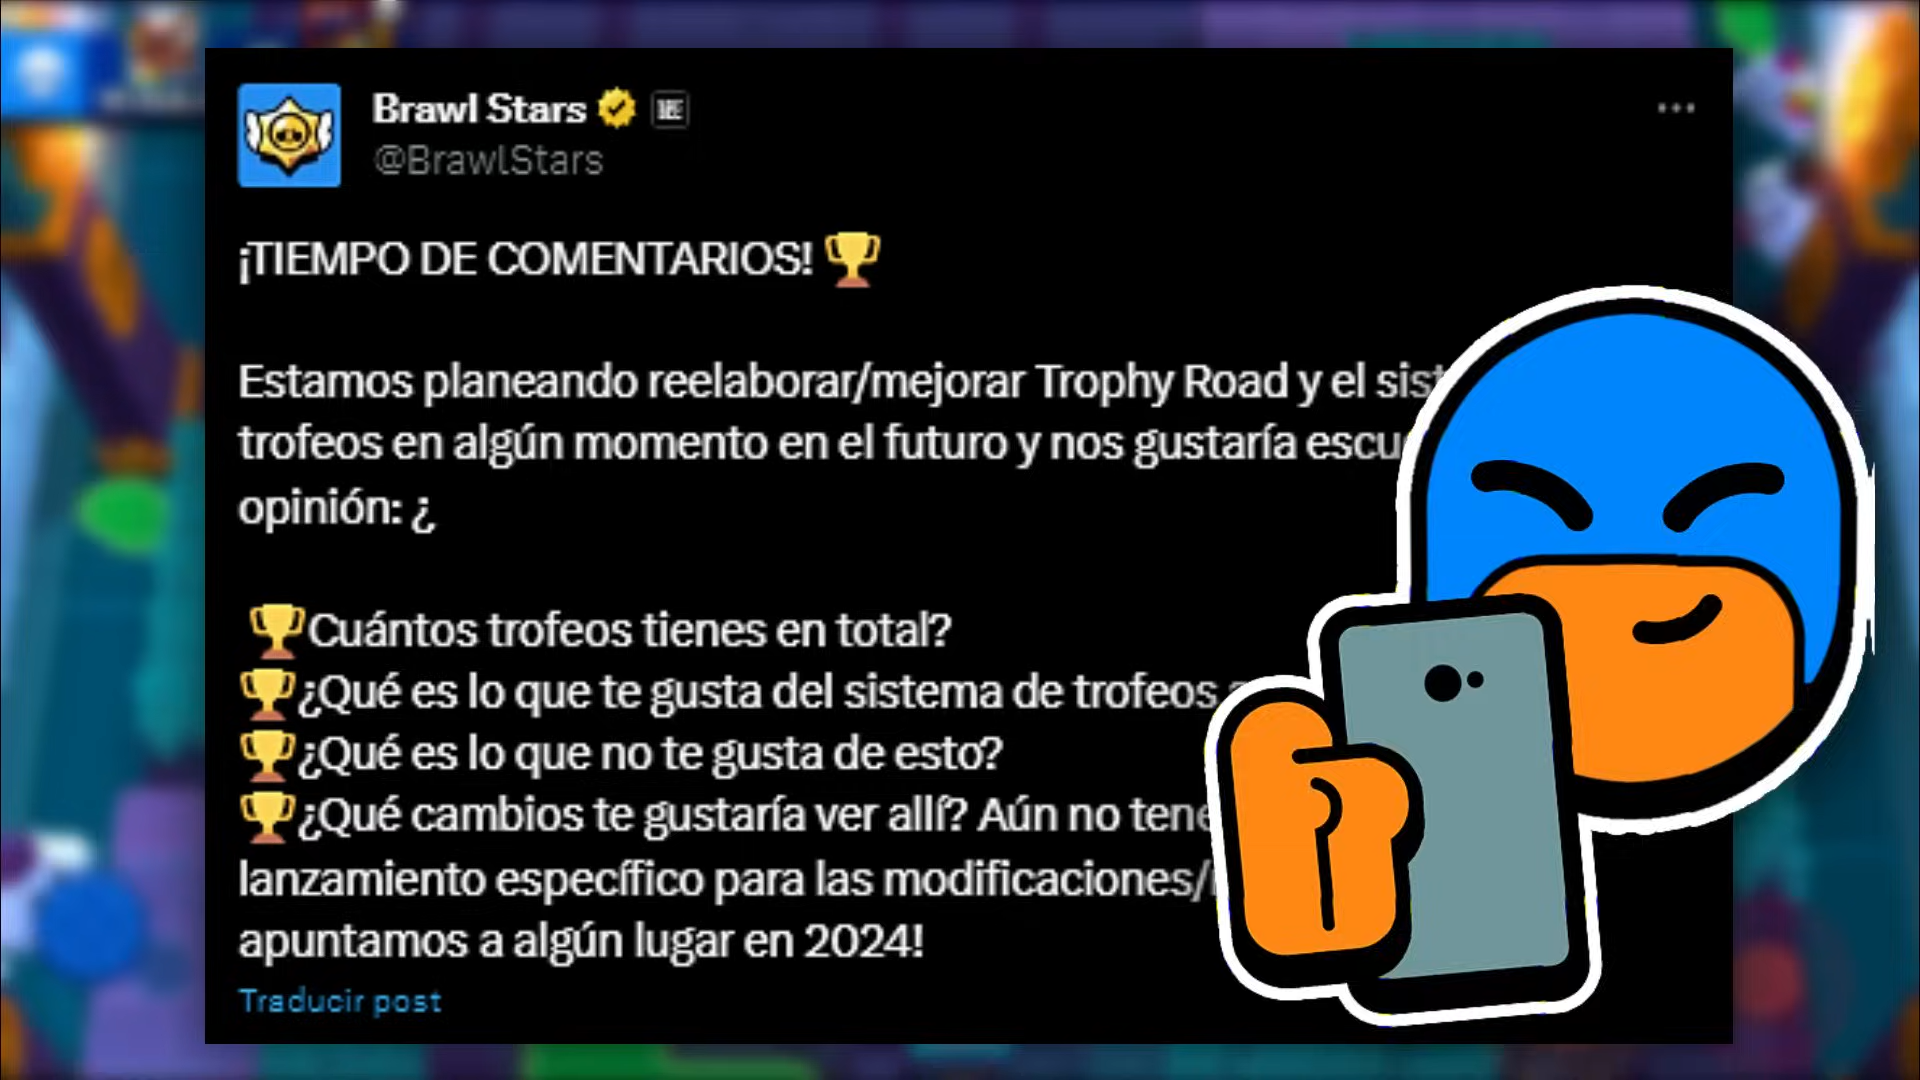 Brawl Stars
@BrawlStars
¡TIEMPO DE COMENTARIOS! 🏆
Estamos planeando reelaborar/mejorar Trophy Road y el
trofeos en algún momento en el futuro y nos gustaría
opinión: ¿
🏆Cuántos trofeos tienes en total?
🏆¿Qué es lo que te gusta del sistema de trofeos
🏆¿Qué es lo que no te gusta de esto?
🏆¿Qué cambios te gustaría ver allí? Aún no
lanzamiento específico para las modificaciones/
apuntamos a algún lugar en 2024!
Traducir post